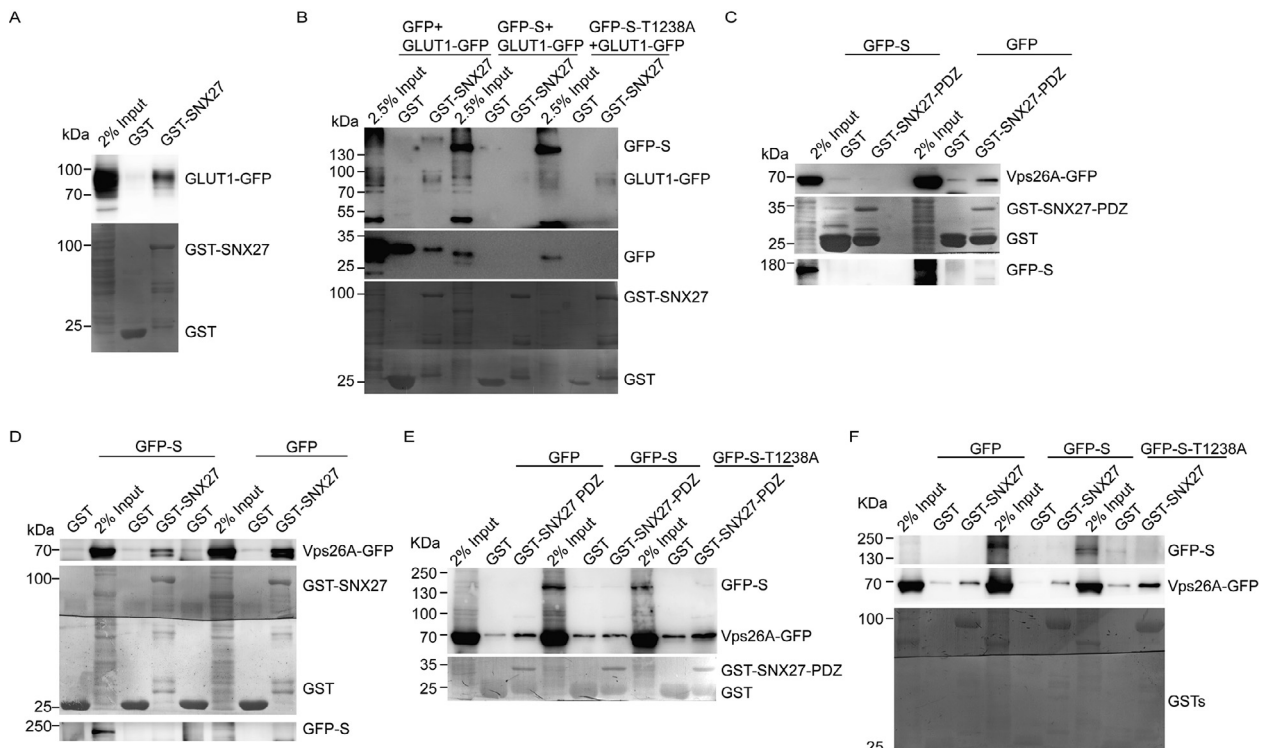 A
2% Input
GST
GST-SNX27
kDa
100
70
GLUT1-GFP
100
GST-SNX27
25
GST
B
GFP+
GLUT1-GFP
GFP-S+
GLUT1-GFP
GFP-S-T1238A
+GLUT1-GFP
2.5% Input
GST
GST-SNX27
2.5% Input
GST
GST-SNX27
2.5% Input
GST
GST-SNX27
kDa
130
GFP-S
100
GLUT1-GFP
70
55
35
GFP
25
100
GST-SNX27
25
GST
C
GFP-S
GFP
2% Input
GST
GST-SNX27-PDZ
2% Input
GST
GST-SNX27-PDZ
kDa
70
Vps26A-GFP
35
GST-SNX27-PDZ
25
GST
180
GFP-S
D
GFP-S
GFP
GST
2% Input
GST
GST-SNX27
GST
2% Input
GST
GST-SNX27
kDa
70
Vps26A-GFP
100
GST-SNX27
GST
25
250
GFP-S
E
GFP
GFP-S
GFP-S-T1238A
2% Input
GST
GST-SNX27 PDZ
2% Input
GST
GST-SNX27-PDZ
2% Input
GST
GST-SNX27-PDZ
KDa
250
130
GFP-S
100
70
Vps26A-GFP
35
GST-SNX27-PDZ
25
GST
F
GFP
GFP-S
GFP-S-T1238A
2% Input
GST
GST-SNX27
2% Input
GST
GST-SNX27
2% Input
GST
GST-SNX27
KDa
250
130
GFP-S
70
Vps26A-GFP
100
GSTs
25